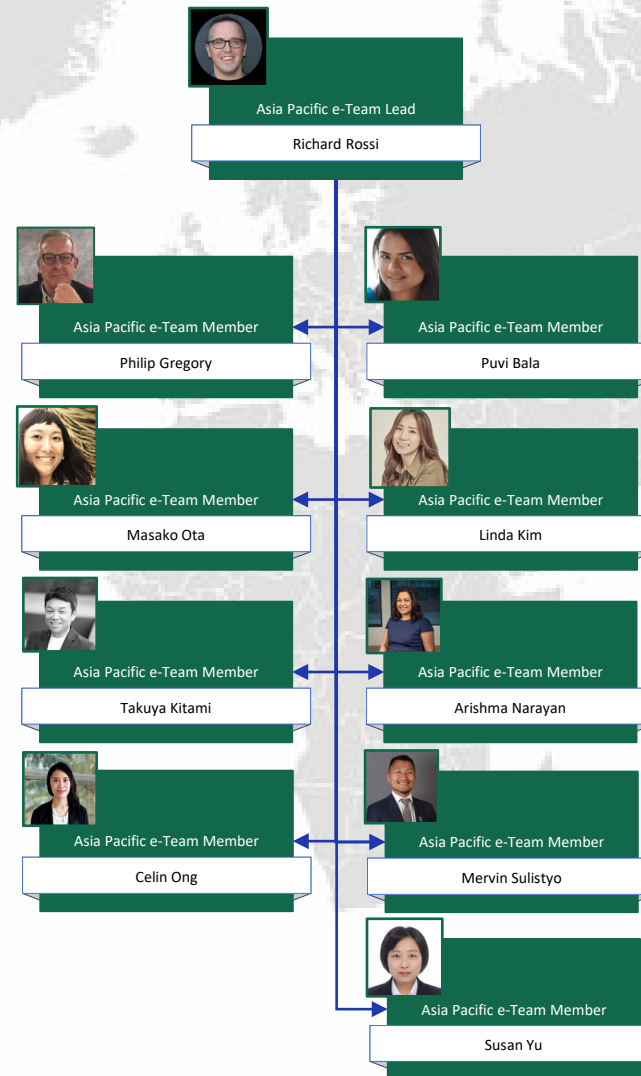 Asia Pacific e-Team Lead
Richard Rossi
Asia Pacific e-Team Member
Philip Gregory
Asia Pacific e-Team Member
Puvi Bala
Asia Pacific e-Team Member
Masako Ota
Asia Pacific e-Team Member
Linda Kim
Asia Pacific e-Team Member
Takuya Kitami
Asia Pacific e-Team Member
Arishma Narayan
Asia Pacific e-Team Member
Celin Ong
Asia Pacific e-Team Member
Mervin Sulistyo
Asia Pacific e-Team Member
Susan Yu